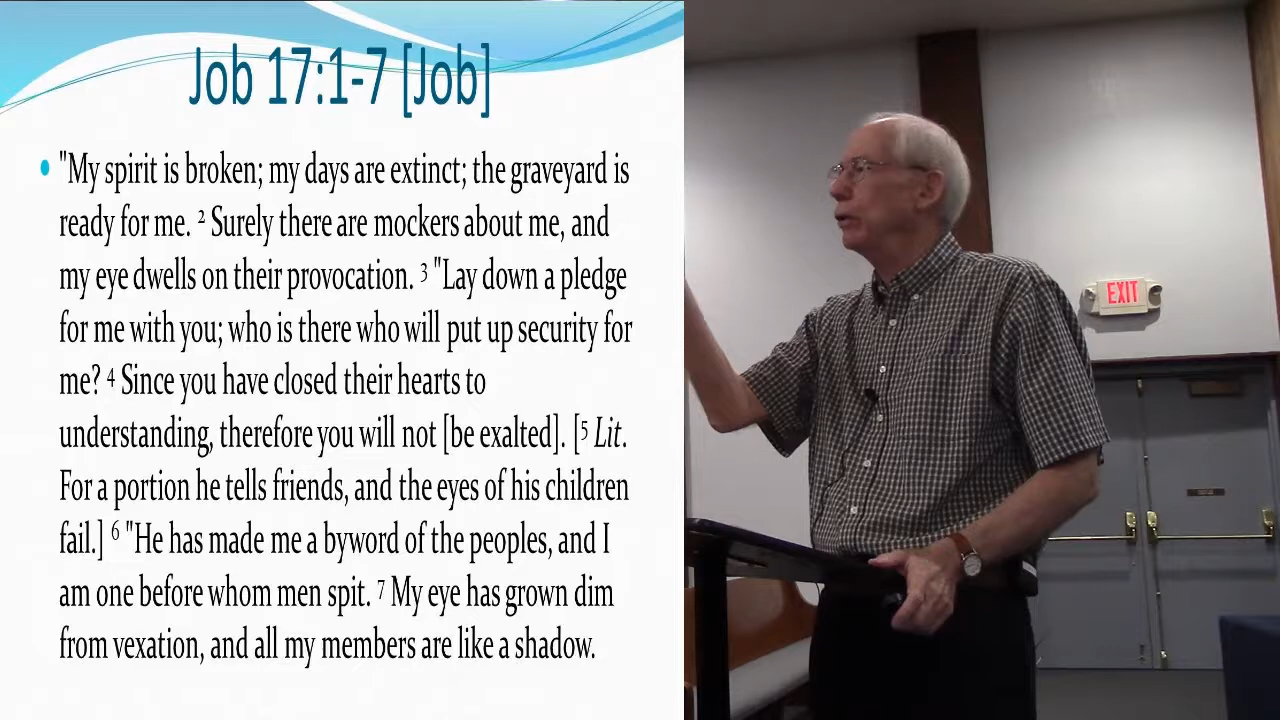 Job 17:1-7 [Job]
• "My spirit is broken; my days are extinct; the graveyard is
ready for me. ² Surely there are mockers about me, and
my eye dwells on their provocation. ³ "Lay down a pledge
for me with you; who is there who will put up security for
me? ⁴ Since you have closed their hearts to
understanding, therefore you will not [be exalted]. [⁵ Lit.
For a portion he tells friends, and the eyes of his children
fail.] ⁶ "He has made me a byword of the peoples, and I
am one before whom men spit. ⁷ My eye has grown dim
from vexation, and all my members are like a shadow.
EXIT